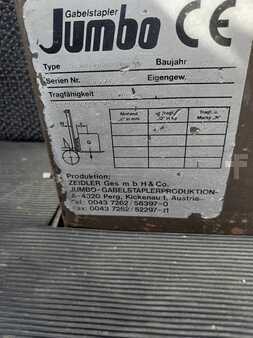 Gabelstapler
Jumbo CE
Type Baujahr
Serien Nr. Eigengew.
Tragfähigkeit
Produktion:
ZEIDLER Ges m b H & Co.
JUMBO-GABELSTAPLERPRODUKTION-
A-4320 Perg, Kickenau 1, Austria
Tel. 0043 7262/58397-0
Fax. 0043 7262/52297-11